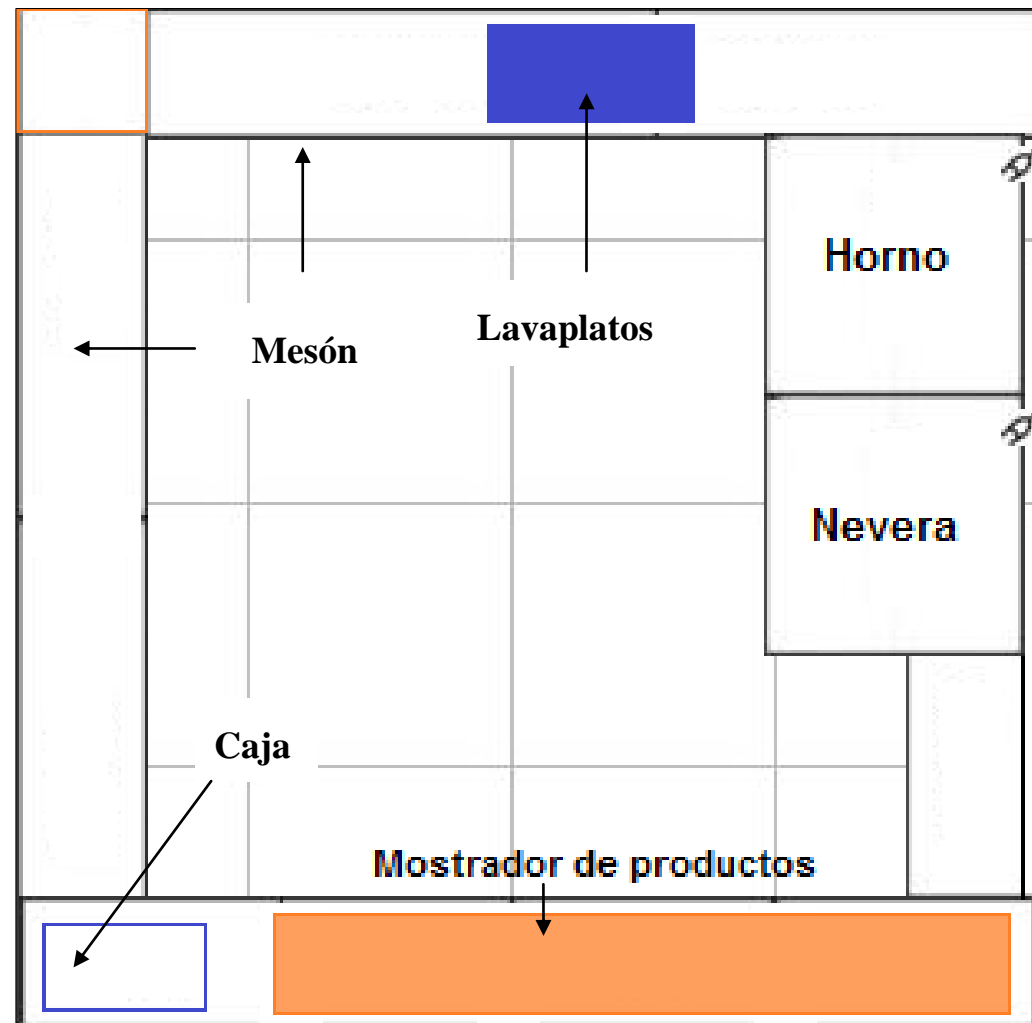 Horno
Lavaplatos
Mesón
Nevera
Caja
Mostrador de productos